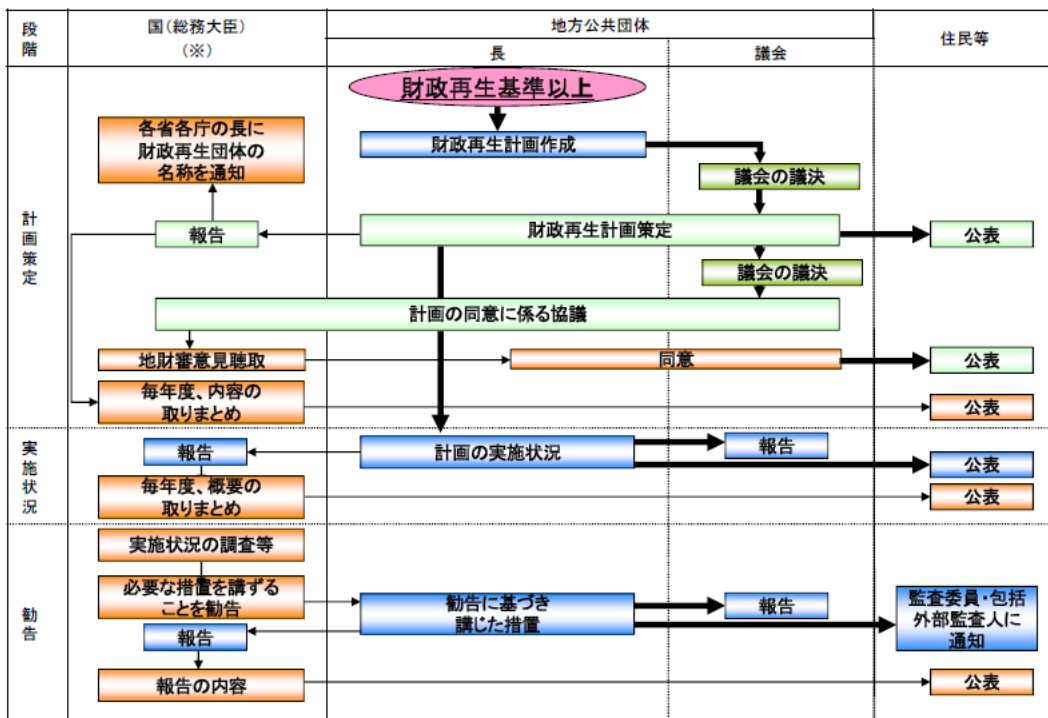 段階
国(総務大臣)
(※)
地方公共団体
長
議会
住民等
計画策定
財政再生基準以上
各省各庁の長に
財政再生団体の
名称を通知
財政再生計画作成
議会の議決
報告
財政再生計画策定
公表
議会の議決
計画の同意に係る協議
地財審意見聴取
同意
公表
毎年度、内容の
取りまとめ
公表
実施状況
報告
計画の実施状況
報告
公表
毎年度、概要の
取りまとめ
公表
勧告
実施状況の調査等
必要な措置を講ずる
ことを勧告
勧告に基づき
講じた措置
報告
監査委員・包括
外部監査人に
通知
報告
報告の内容
公表